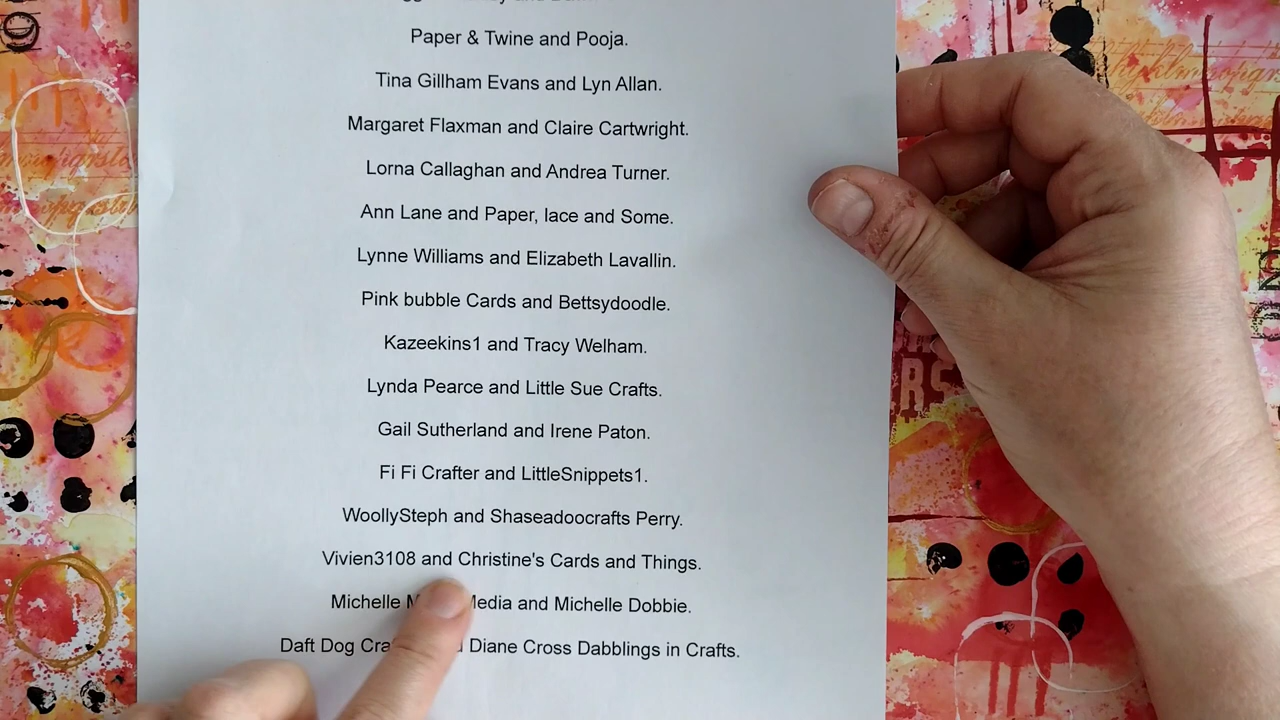 Paper & Twine and Pooja.
Tina Gillham Evans and Lyn Allan.
Margaret Flaxman and Claire Cartwright.
Lorna Callaghan and Andrea Turner.
Ann Lane and Paper, lace and Some.
Lynne Williams and Elizabeth Lavallin.
Pink bubble Cards and Bettsydoodle.
Kazeekins1 and Tracy Welham.
Lynda Pearce and Little Sue Crafts.
Gail Sutherland and Irene Paton.
Fi Fi Crafter and LittleSnippets1.
WoollySteph and Shaseadoocrafts Perry.
Vivien3108 and Christine's Cards and Things.
Michelle Media and Michelle Dobbie.
Daft Dog Diane Cross Dabblings in Crafts.